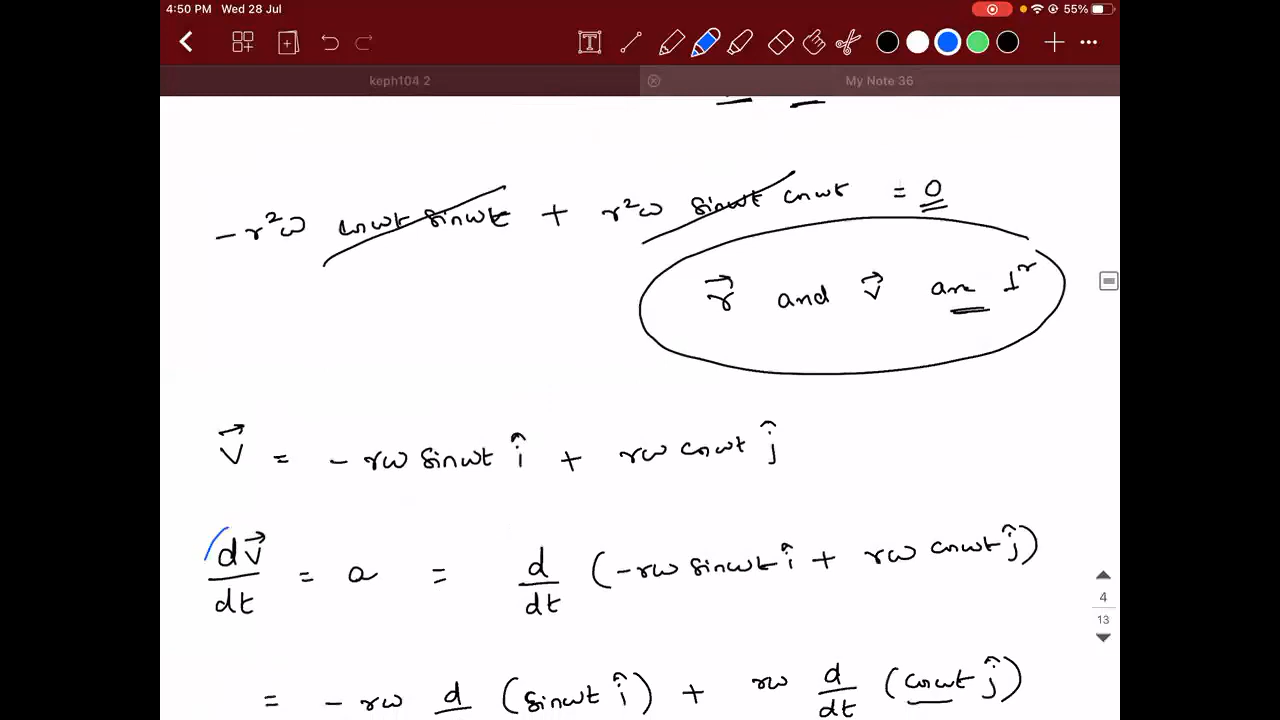 4:50 PM Wed 28 Jul 55%
keph104 2 My Note 36
- r²ω cosωt sinωt + r²ω sinωt cosωt = 0
r⃗ and v⃗ are ⊥r
v⃗ = - rω sinωt î + rω cosωt ĵ
dv⃗/dt = a = d/dt (-rω sinωt î + rω cosωt ĵ)
4
13
= - rω d (sinωt î) + rω d/dt (cosωt ĵ)